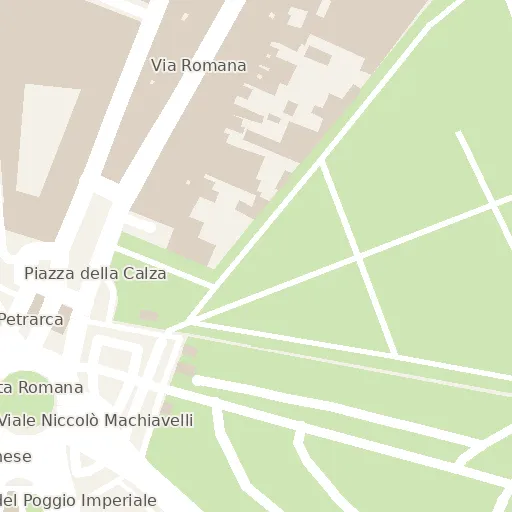 Via Romana
Piazza della Calza
Petrarca
ta Romana
Viale Niccolò Machiavelli
nese
del Poggio Imperiale